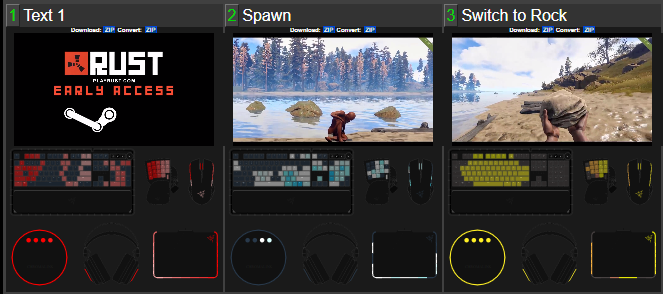 1 Text 1
2 Spawn
3 Switch to Rock
Download: ZIP Convert: ZIP
Download: ZIP Convert: ZIP
Download: ZIP Convert: ZIP
RUST
PLAYRUST.COM
EARLY ACCESS